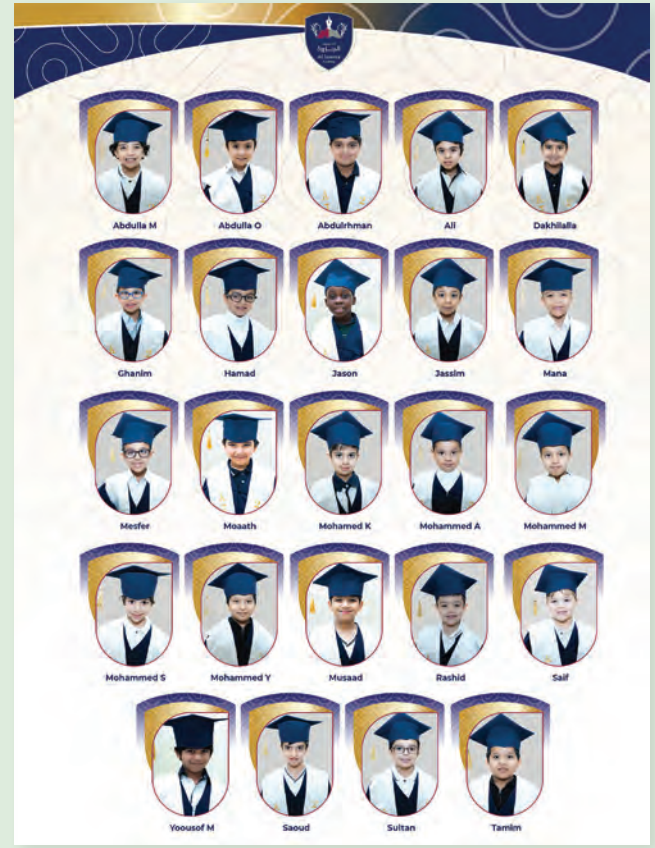 Abdulla M
Abdulla O
Abdulrhman
Ali
Dakhilalla
Ghanim
Hamad
Jason
Jassim
Mana
Mesfer
Moaath
Mohamed K
Mohammed A
Mohammed M
Mohammed S
Mohammed Y
Musaad
Rashid
Saif
Yoousof M
Saoud
Sultan
Tamim